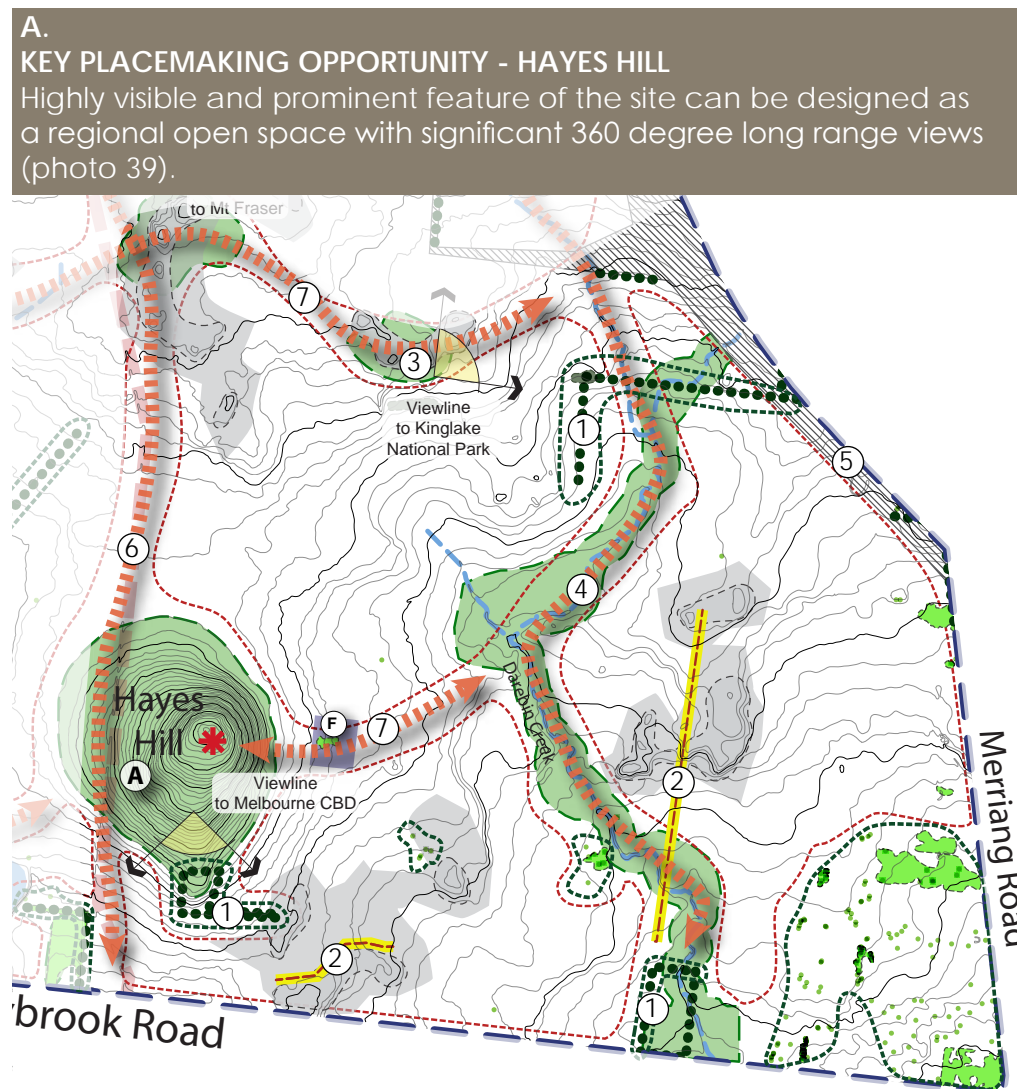 A.
KEY PLACEMAKING OPPORTUNITY - HAYES HILL
Highly visible and prominent feature of the site can be designed as
a regional open space with significant 360 degree long range views
(photo 39).
to Mt Fraser
7
3
Viewline
to Kinglake
National Park
1
5
6
4
Hayes
Hill
A
F
7
Darebin Creek
Viewline
to Melbourne CBD
2
Merriang Road
1
2
1
ybrook Road